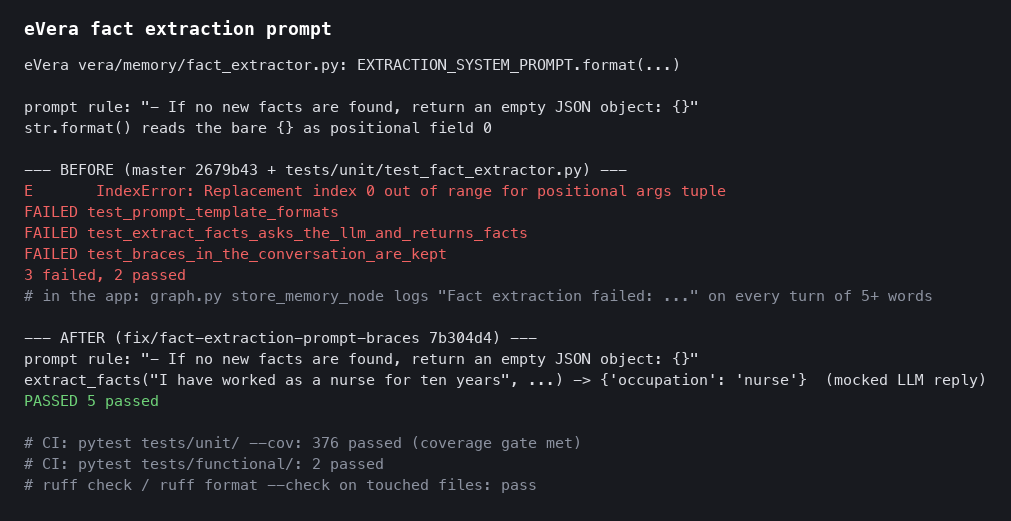 eVera fact extraction prompt
eVera vera/memory/fact_extractor.py: EXTRACTION_SYSTEM_PROMPT.format(...)
prompt rule: "- If no new facts are found, return an empty JSON object: {}"
str.format() reads the bare {} as positional field 0
--- BEFORE (master 2679b43 + tests/unit/test_fact_extractor.py) ---
E       IndexError: Replacement index 0 out of range for positional args tuple
FAILED test_prompt_template_formats
FAILED test_extract_facts_asks_the_llm_and_returns_facts
FAILED test_braces_in_the_conversation_are_kept
3 failed, 2 passed
# in the app: graph.py store_memory_node logs "Fact extraction failed: ..." on every turn of 5+ words
--- AFTER (fix/fact-extraction-prompt-braces 7b304d4) ---
prompt rule: "- If no new facts are found, return an empty JSON object: {}"
extract_facts("I have worked as a nurse for ten years", ...) -> {'occupation': 'nurse'}  (mocked LLM reply)
PASSED 5 passed
# CI: pytest tests/unit/ --cov: 376 passed (coverage gate met)
# CI: pytest tests/functional/: 2 passed
# ruff check / ruff format --check on touched files: pass